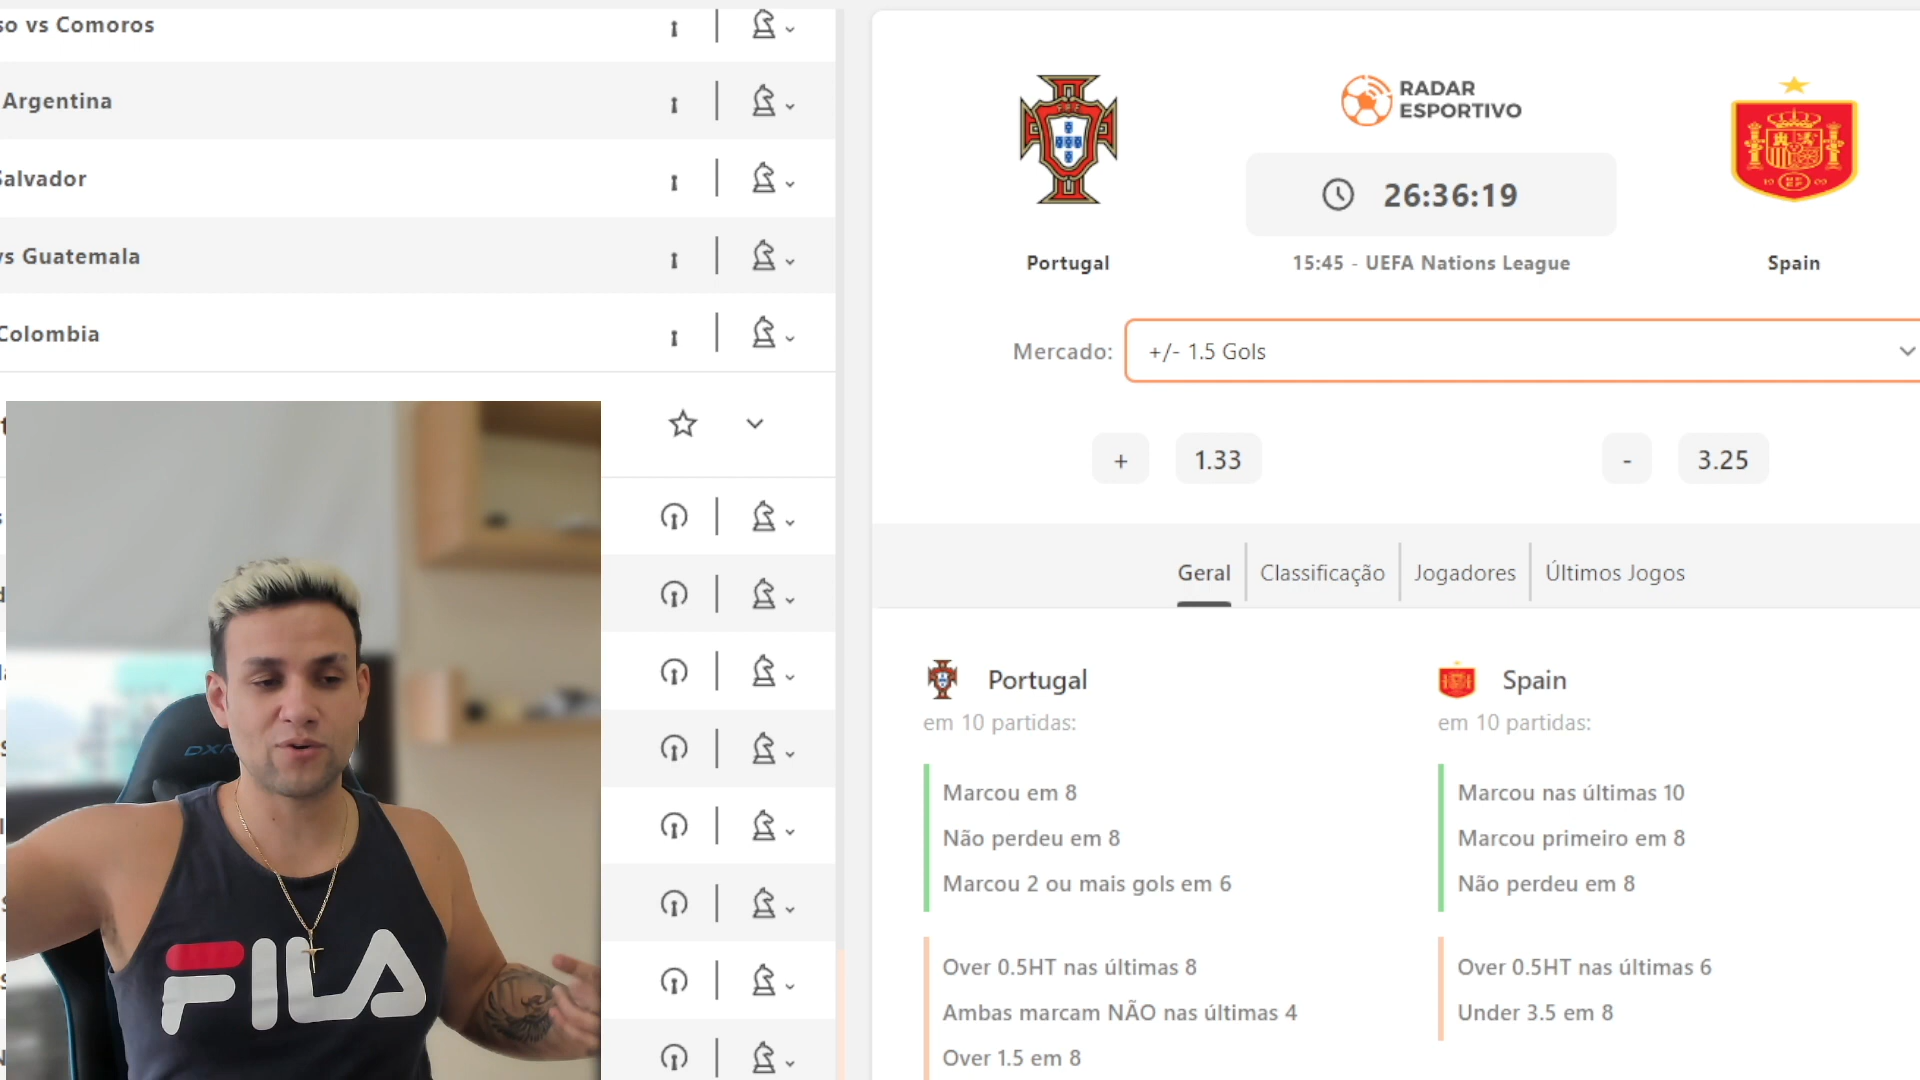 so vs Comoros
Argentina
Salvador
vs Guatemala
Colombia
RADAR
ESPORTIVO
26:36:19
Portugal
15:45 - UEFA Nations League
Spain
Mercado:
+/- 1.5 Gols
+
1.33
-
3.25
Geral
Classificação
Jogadores
Últimos Jogos
Portugal
em 10 partidas:
Marcou em 8
Não perdeu em 8
Marcou 2 ou mais gols em 6
Over 0.5HT nas últimas 8
Ambas marcam NÃO nas últimas 4
Over 1.5 em 8
Spain
em 10 partidas:
Marcou nas últimas 10
Marcou primeiro em 8
Não perdeu em 8
Over 0.5HT nas últimas 6
Under 3.5 em 8
DXR
FILA